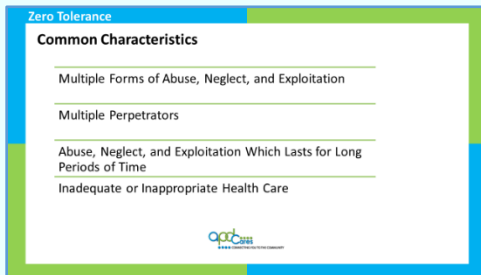 Zero Tolerance
Common Characteristics
Multiple Forms of Abuse, Neglect, and Exploitation
Multiple Perpetrators
Abuse, Neglect, and Exploitation Which Lasts for Long
Periods of Time
Inadequate or Inappropriate Health Care
apd Cares